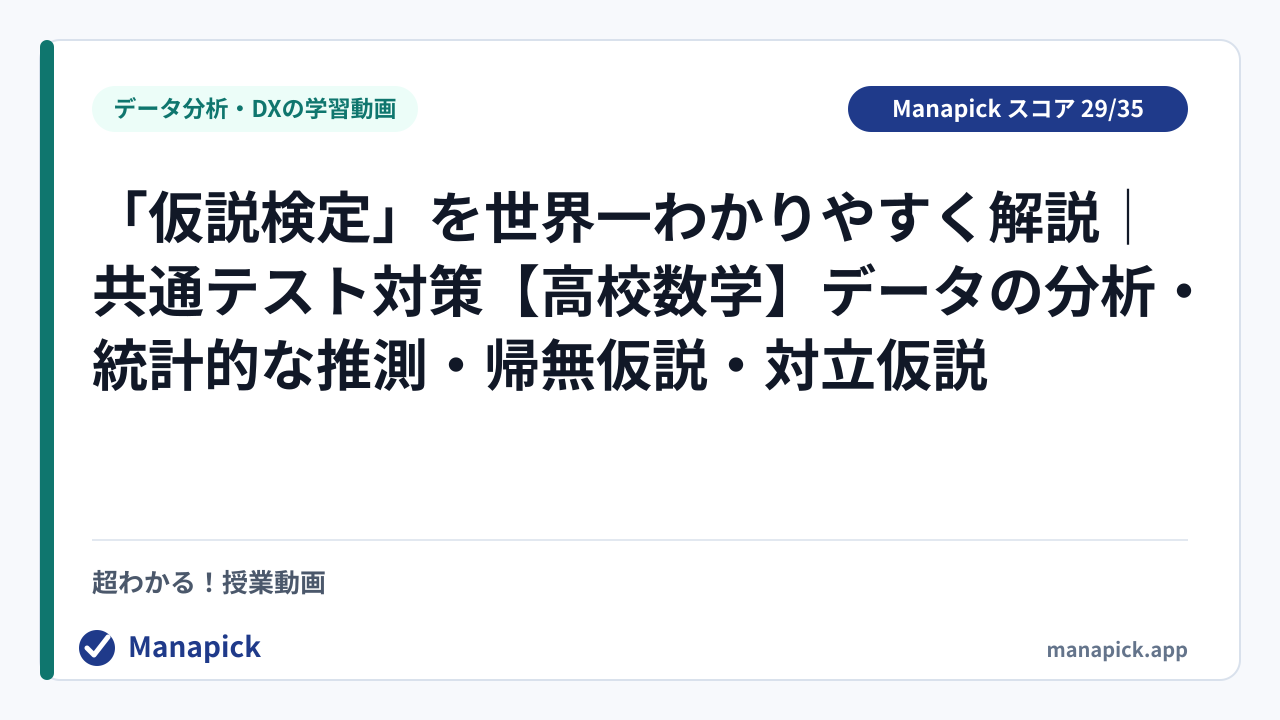 データ分析・DXの学習動画
Manapick スコア 29/35
「仮説検定」を世界一わかりやすく解説｜
共通テスト対策【高校数学】データの分析・
統計的な推測・帰無仮説・対立仮説
超わかる！授業動画
Manapick
manapick.app